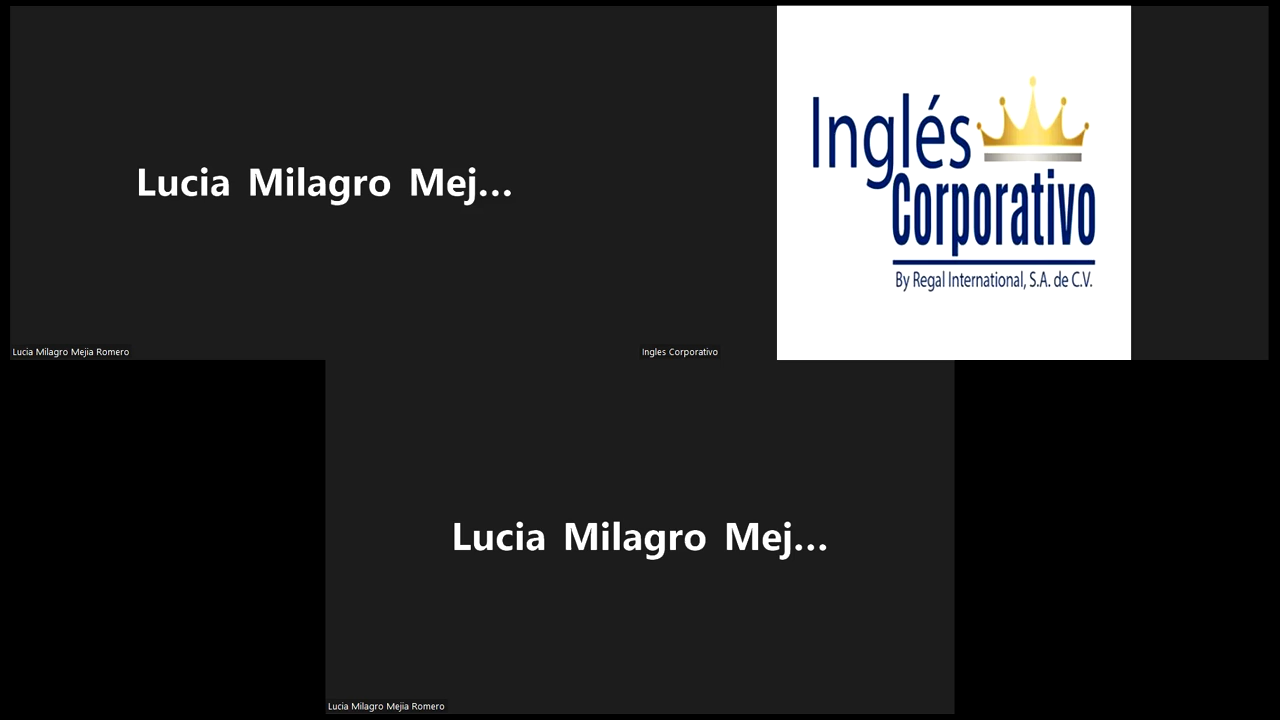 Lucia Milagro Mej...
Lucia Milagro Mejia Romero
Inglés
Corporativo
By Regal International, S.A. de C.V.
Ingles Corporativo
Lucia Milagro Mej...
Lucia Milagro Mejia Romero